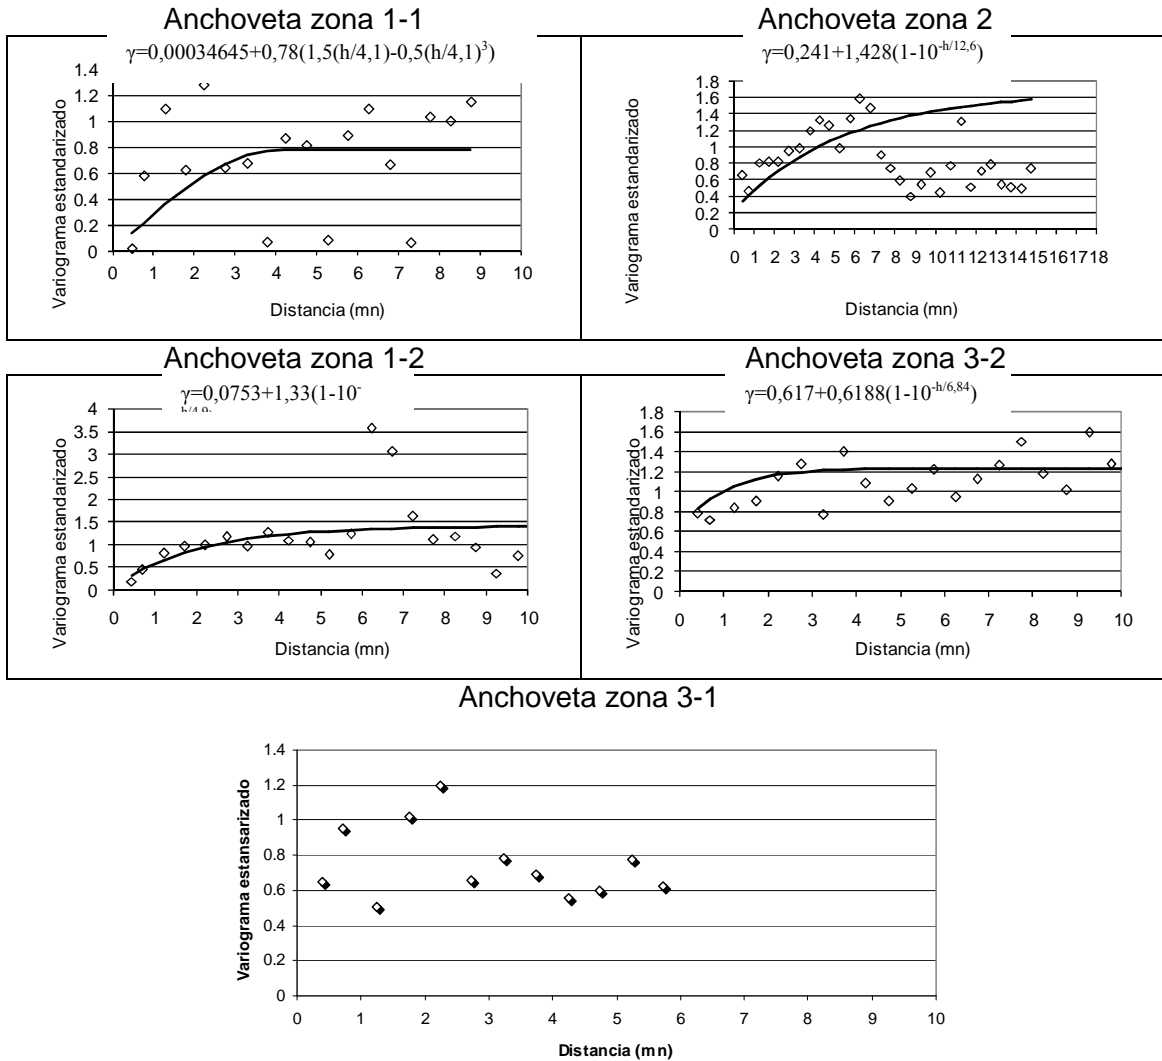 Anchoveta zona 1-1
γ=0,00034645+0,78(1,5(h/4,1)-0,5(h/4,1)³)
1.4
1.2
1
0.8
0.6
0.4
0.2
0
Variograma estandarizado
0 1 2 3 4 5 6 7 8 9 10
Distancia (mn)
Anchoveta zona 2
γ=0,241+1,428(1-10^-h/12,6)
1.8
1.6
1.4
1.2
1
0.8
0.6
0.4
0.2
0
Variograma estandarizado
0 1 2 3 4 5 6 7 8 9 10 11 12 13 14 15 16 17 18
Distancia (mn)
Anchoveta zona 1-2
γ=0,0753+1,33(1-10^-
4
3.5
3
2.5
2
1.5
1
0.5
0
Variograma estandarizado
0 1 2 3 4 5 6 7 8 9 10
Distancia (mn)
Anchoveta zona 3-2
γ=0,617+0,6188(1-10^-h/6,84)
1.8
1.6
1.4
1.2
1
0.8
0.6
0.4
0.2
0
Variograma estandarizado
0 1 2 3 4 5 6 7 8 9 10
Distancia (mn)
Anchoveta zona 3-1
1.4
1.2
1
0.8
0.6
0.4
0.2
0
Variograma estansarizado
0 1 2 3 4 5 6 7 8 9 10
Distancia (mn)